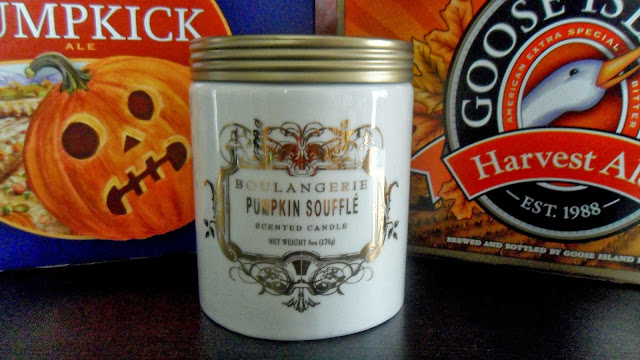 UMPKICK
ALE
BOULANGERIE
PUMPKIN SOUFFLÉ
SCENTED CANDLE
NET WEIGHT 6oz (170g)
GOOSE ISL
AMERICAN EXTRA SPECIAL BITTER
Harvest Al
EST. 1988
BREWED AND BOTTLED BY GOOSE ISLAND